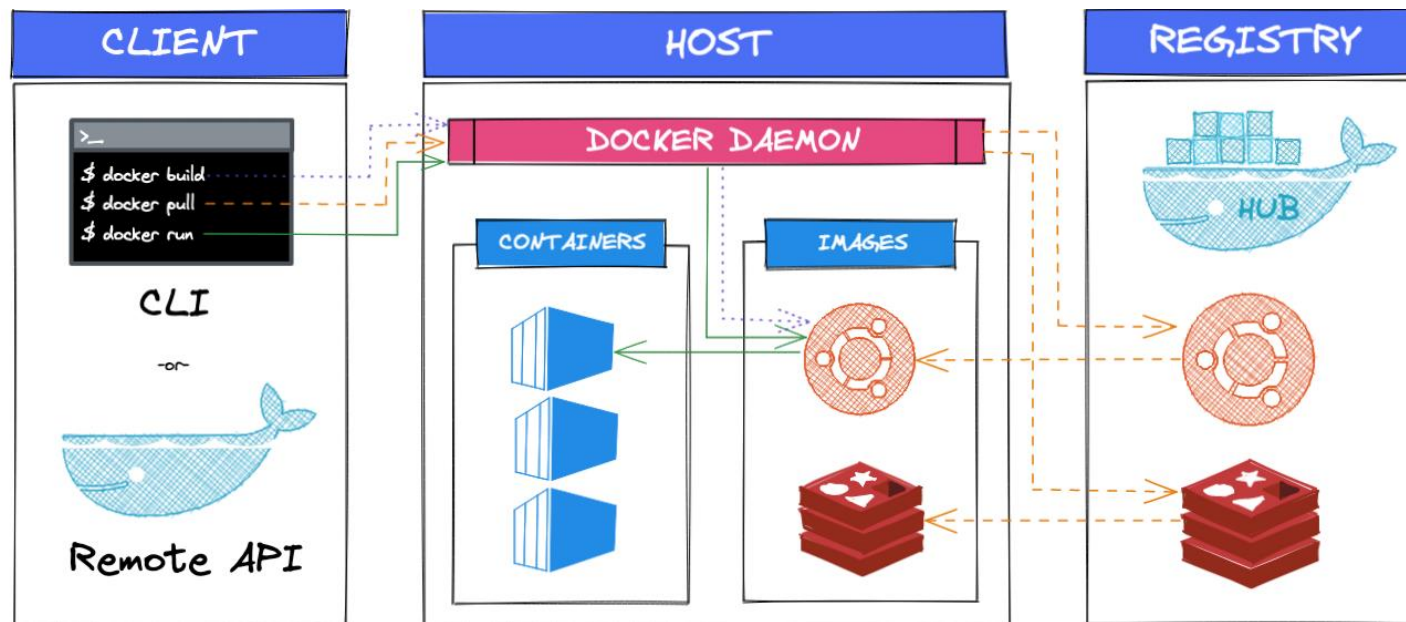 CLIENT
HOST
REGISTRY
>_
$ docker build
$ docker pull
$ docker run
CLI
-or-
Remote API
DOCKER DAEMON
CONTAINERS
IMAGES
HUB